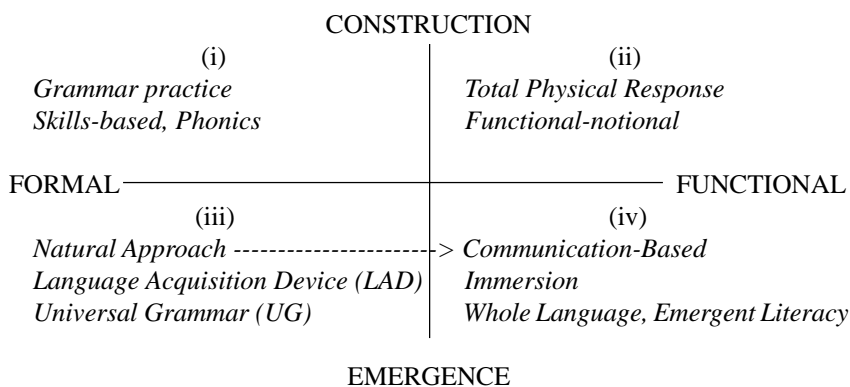 CONSTRUCTION
(i) (ii)
Grammar practice Total Physical Response
Skills-based, Phonics Functional-notional
FORMAL FUNCTIONAL
(iii) (iv)
Natural Approach -----------------------> Communication-Based
Language Acquisition Device (LAD) Immersion
Universal Grammar (UG) Whole Language, Emergent Literacy
EMERGENCE